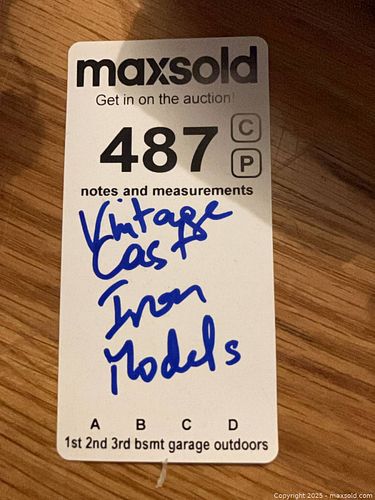 maxsold
Get in on the auction!
487
C
P
notes and measurements
Vintage
Cast
Iron
Models
A B C D
1st 2nd 3rd bsmt garage outdoors
Copyright 2025 - maxsold.com